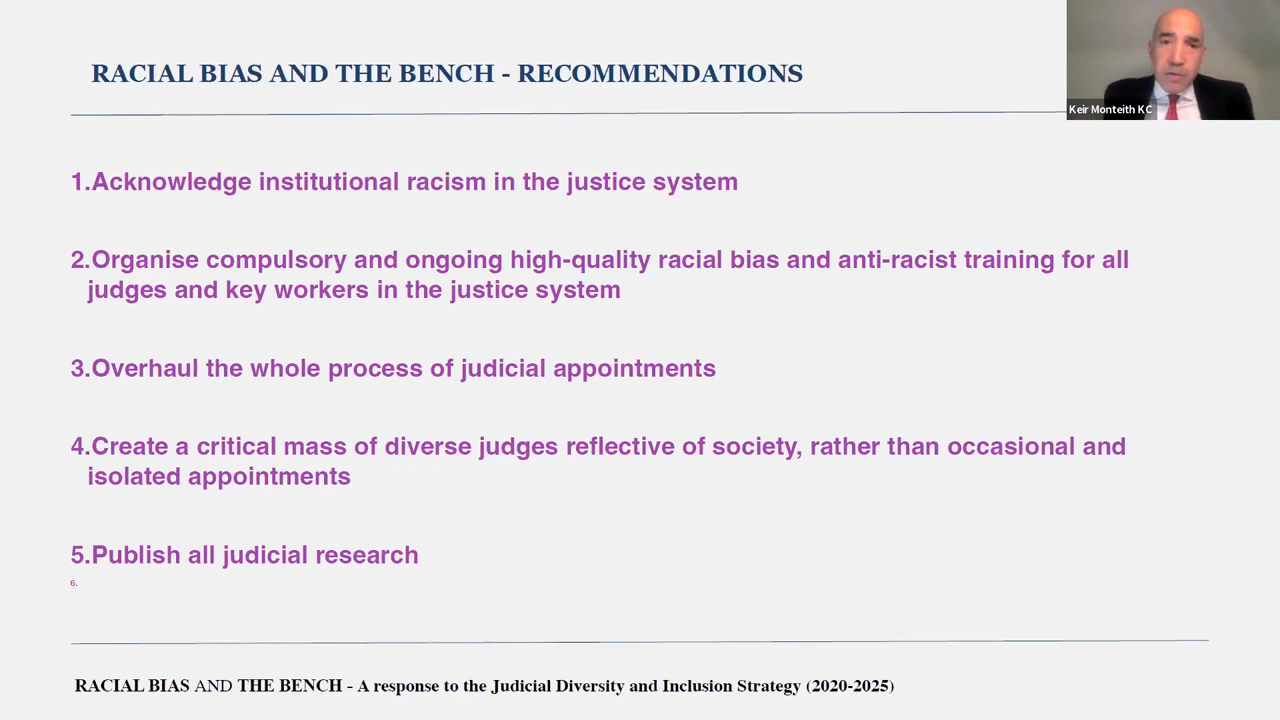 RACIAL BIAS AND THE BENCH - RECOMMENDATIONS
Keir Monteith KC
1.Acknowledge institutional racism in the justice system
2.Organise compulsory and ongoing high-quality racial bias and anti-racist training for all
judges and key workers in the justice system
3.Overhaul the whole process of judicial appointments
4.Create a critical mass of diverse judges reflective of society, rather than occasional and
isolated appointments
5.Publish all judicial research
6.
RACIAL BIAS AND THE BENCH - A response to the Judicial Diversity and Inclusion Strategy (2020-2025)